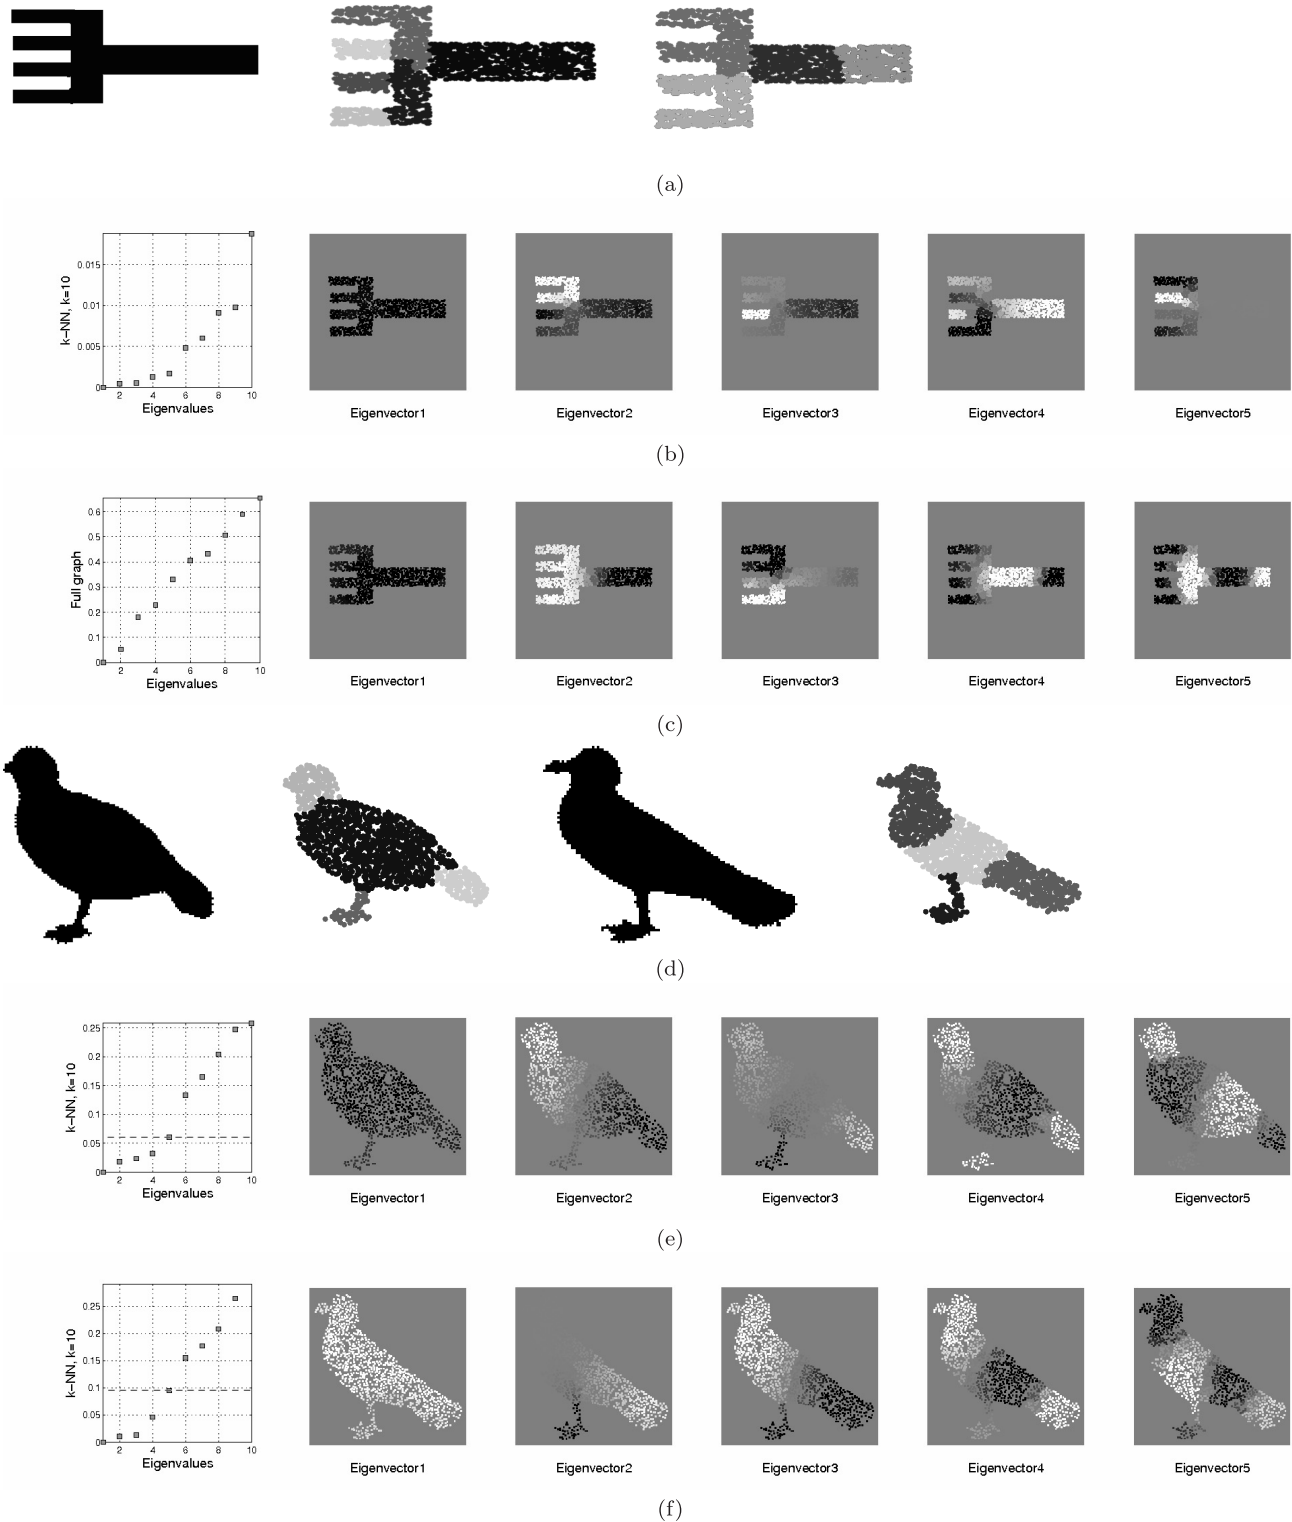 (a)
k−NN, k=10
0.015
0.01
0.005
0
2 4 6 8 10
Eigenvalues
Eigenvector1
Eigenvector2
Eigenvector3
Eigenvector4
Eigenvector5
(b)
Full graph
0.6
0.5
0.4
0.3
0.2
0.1
0
2 4 6 8 10
Eigenvalues
Eigenvector1
Eigenvector2
Eigenvector3
Eigenvector4
Eigenvector5
(c)
(d)
k−NN, k=10
0.25
0.2
0.15
0.1
0.05
0
2 4 6 8 10
Eigenvalues
Eigenvector1
Eigenvector2
Eigenvector3
Eigenvector4
Eigenvector5
(e)
k−NN, k=10
0.25
0.2
0.15
0.1
0.05
0
2 4 6 8 10
Eigenvalues
Eigenvector1
Eigenvector2
Eigenvector3
Eigenvector4
Eigenvector5
(f)